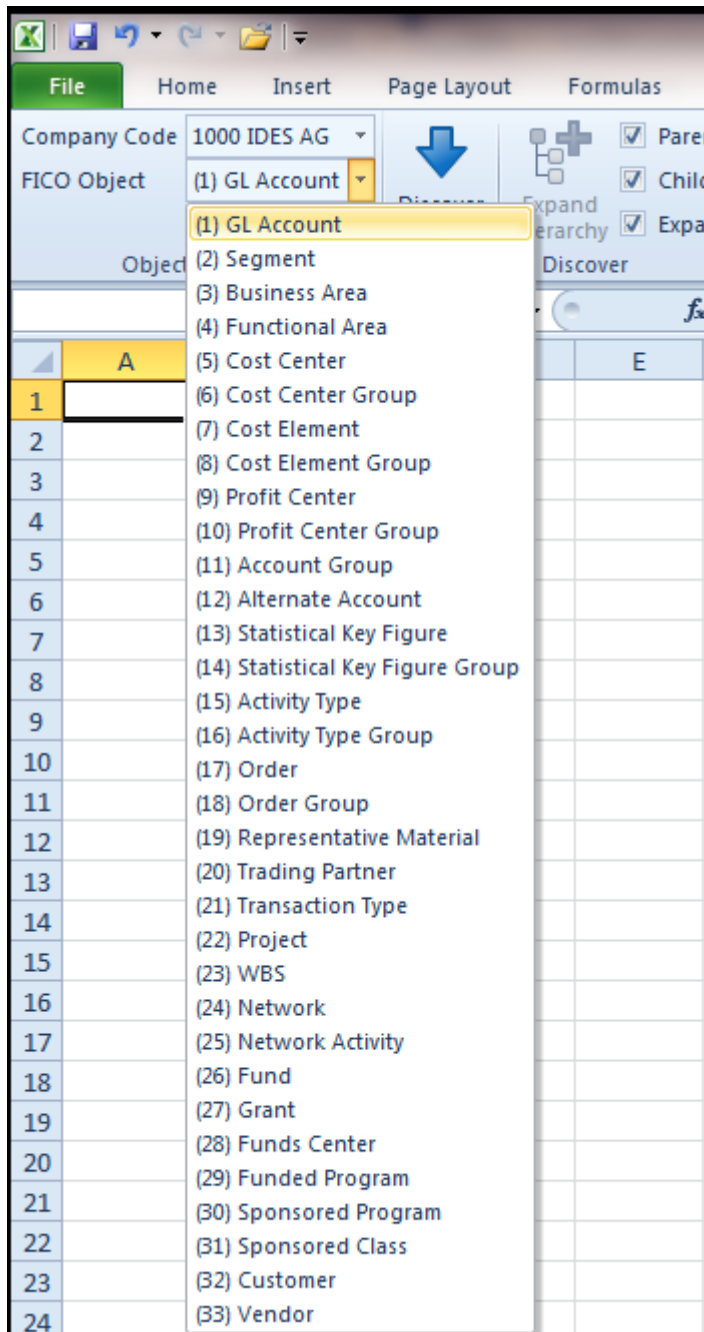 File Home Insert Page Layout Formulas
Company Code 1000 IDES AG
FICO Object (1) GL Account
Discover
Expand
Object Discover
(1) GL Account
(2) Segment
(3) Business Area
(4) Functional Area
(5) Cost Center
(6) Cost Center Group
(7) Cost Element
(8) Cost Element Group
(9) Profit Center
(10) Profit Center Group
(11) Account Group
(12) Alternate Account
(13) Statistical Key Figure
(14) Statistical Key Figure Group
(15) Activity Type
(16) Activity Type Group
(17) Order
(18) Order Group
(19) Representative Material
(20) Trading Partner
(21) Transaction Type
(22) Project
(23) WBS
(24) Network
(25) Network Activity
(26) Fund
(27) Grant
(28) Funds Center
(29) Funded Program
(30) Sponsored Program
(31) Sponsored Class
(32) Customer
(33) Vendor
fx
A E
1
2
3
4
5
6
7
8
9
10
11
12
13
14
15
16
17
18
19
20
21
22
23
24